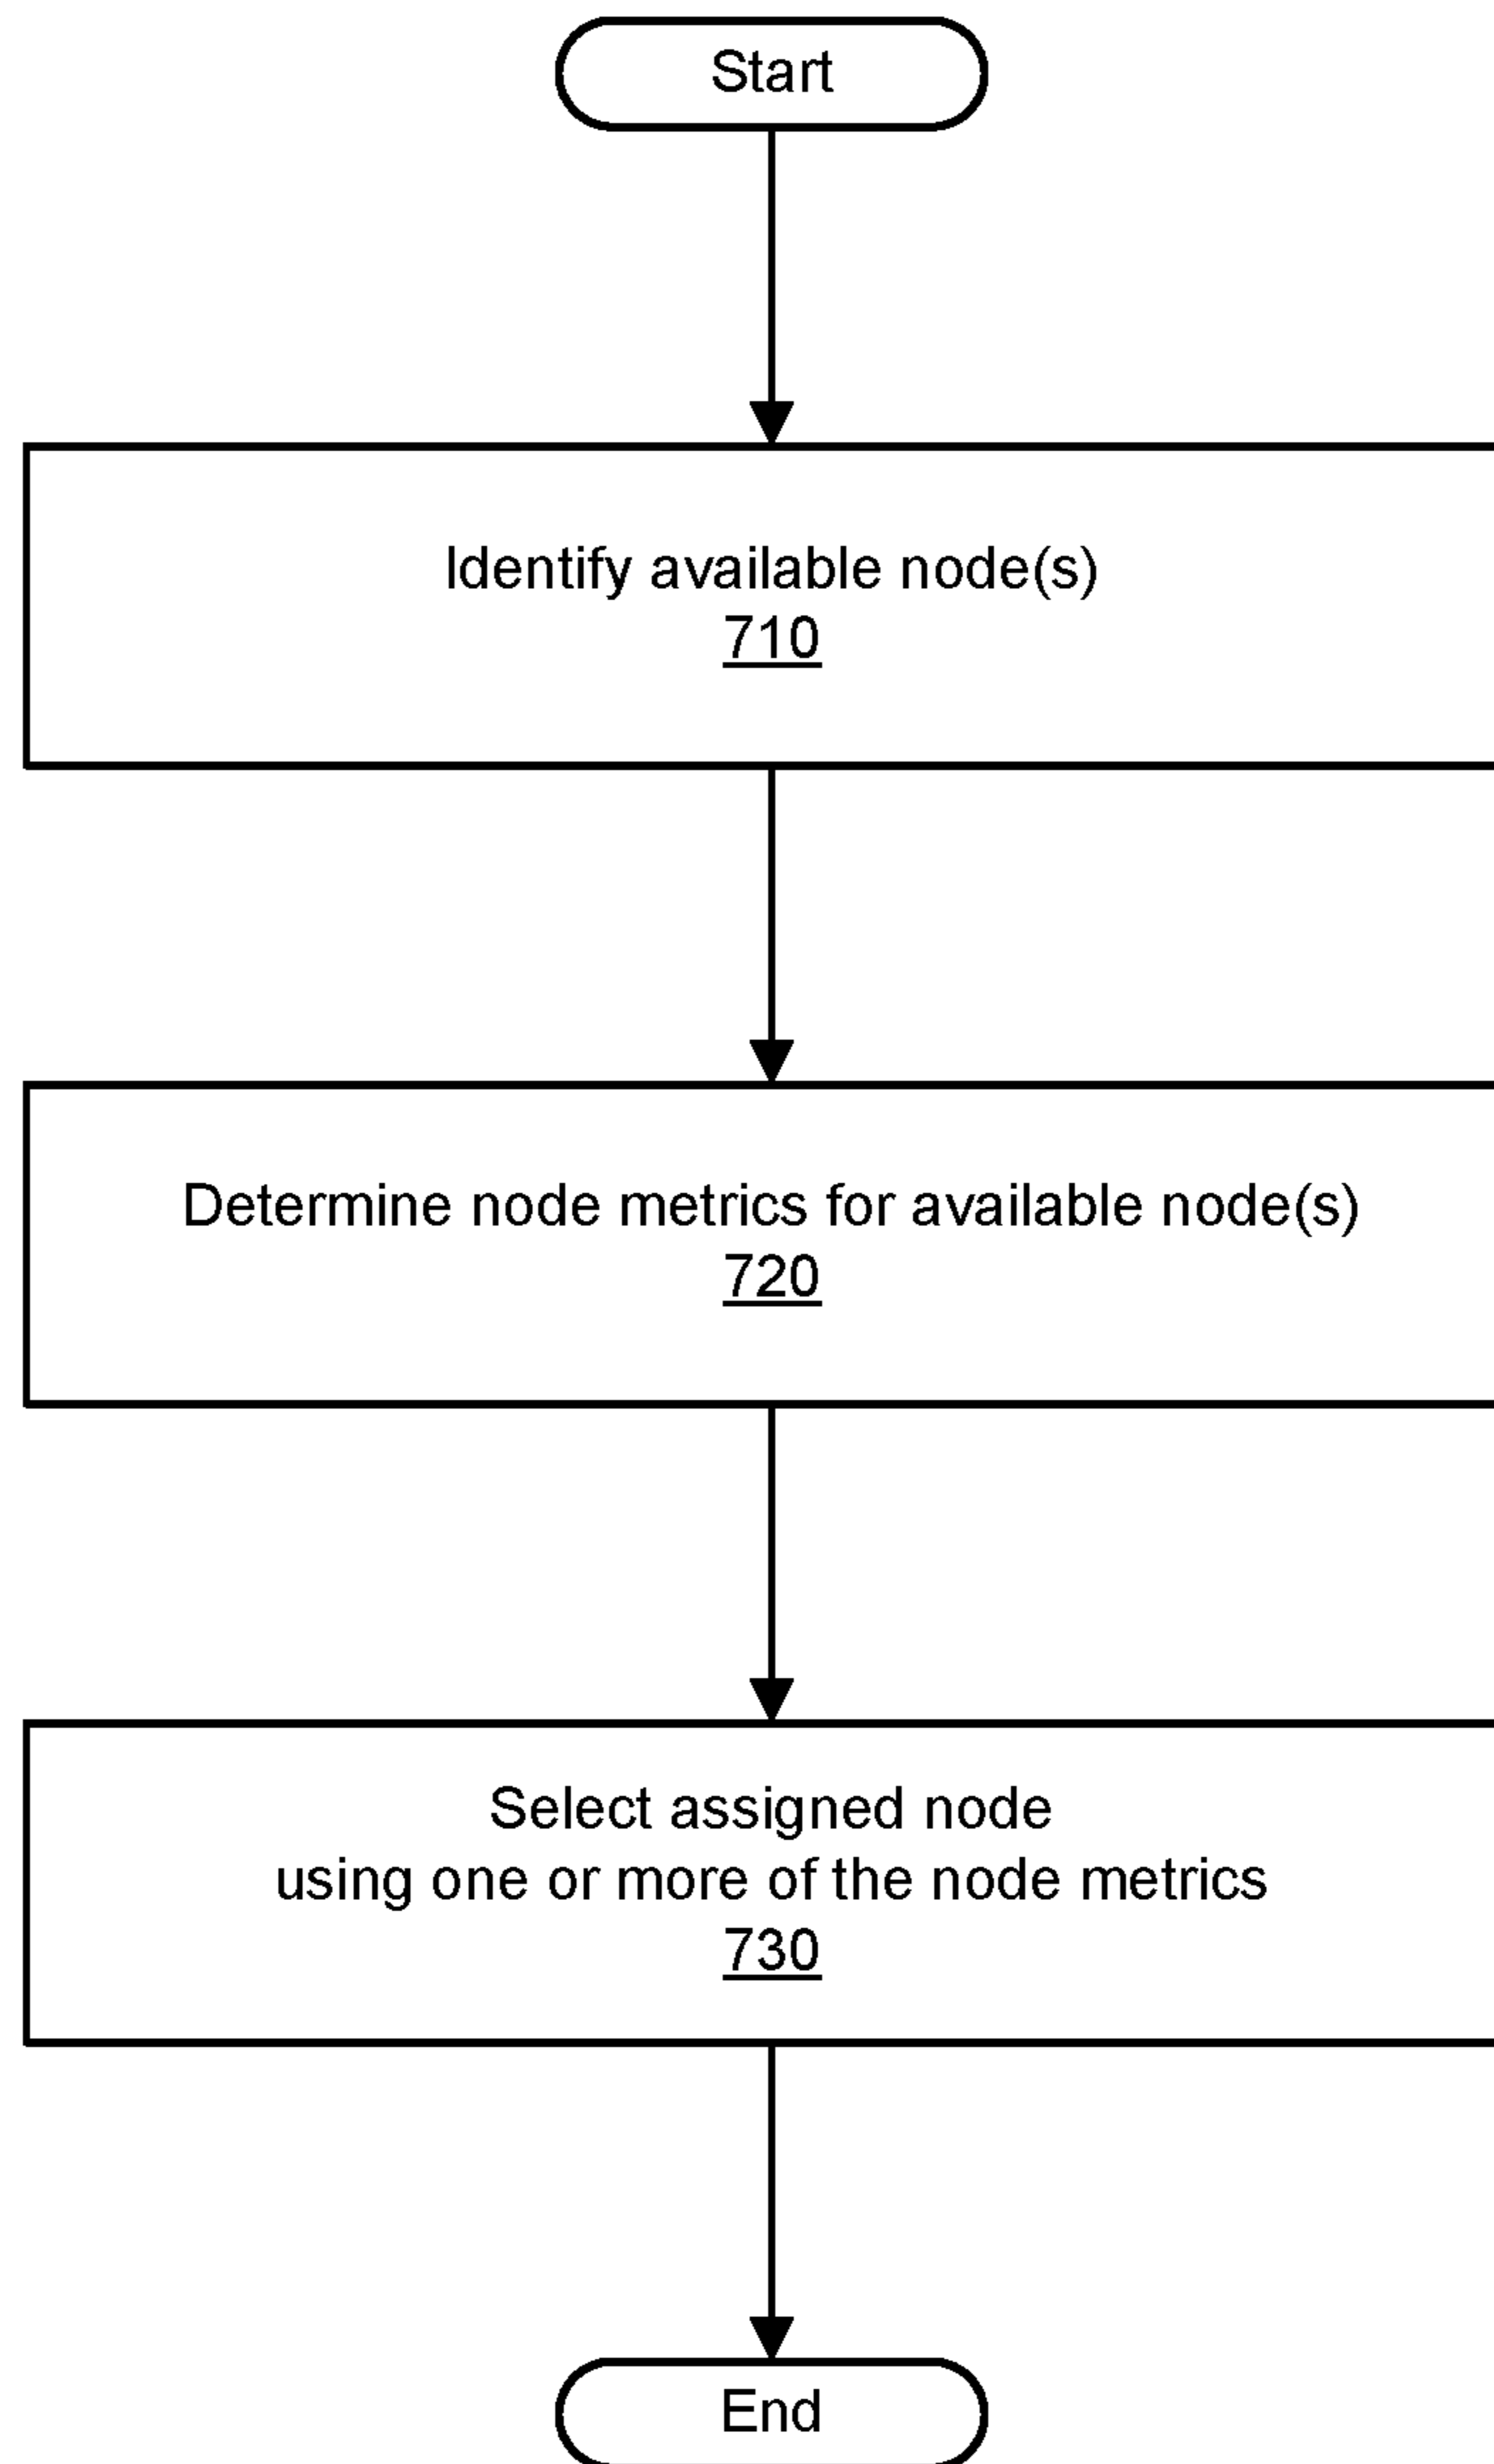 Start
Identify available node(s)
710
Determine node metrics for available node(s)
720
Select assigned node
using one or more of the node metrics
730
End